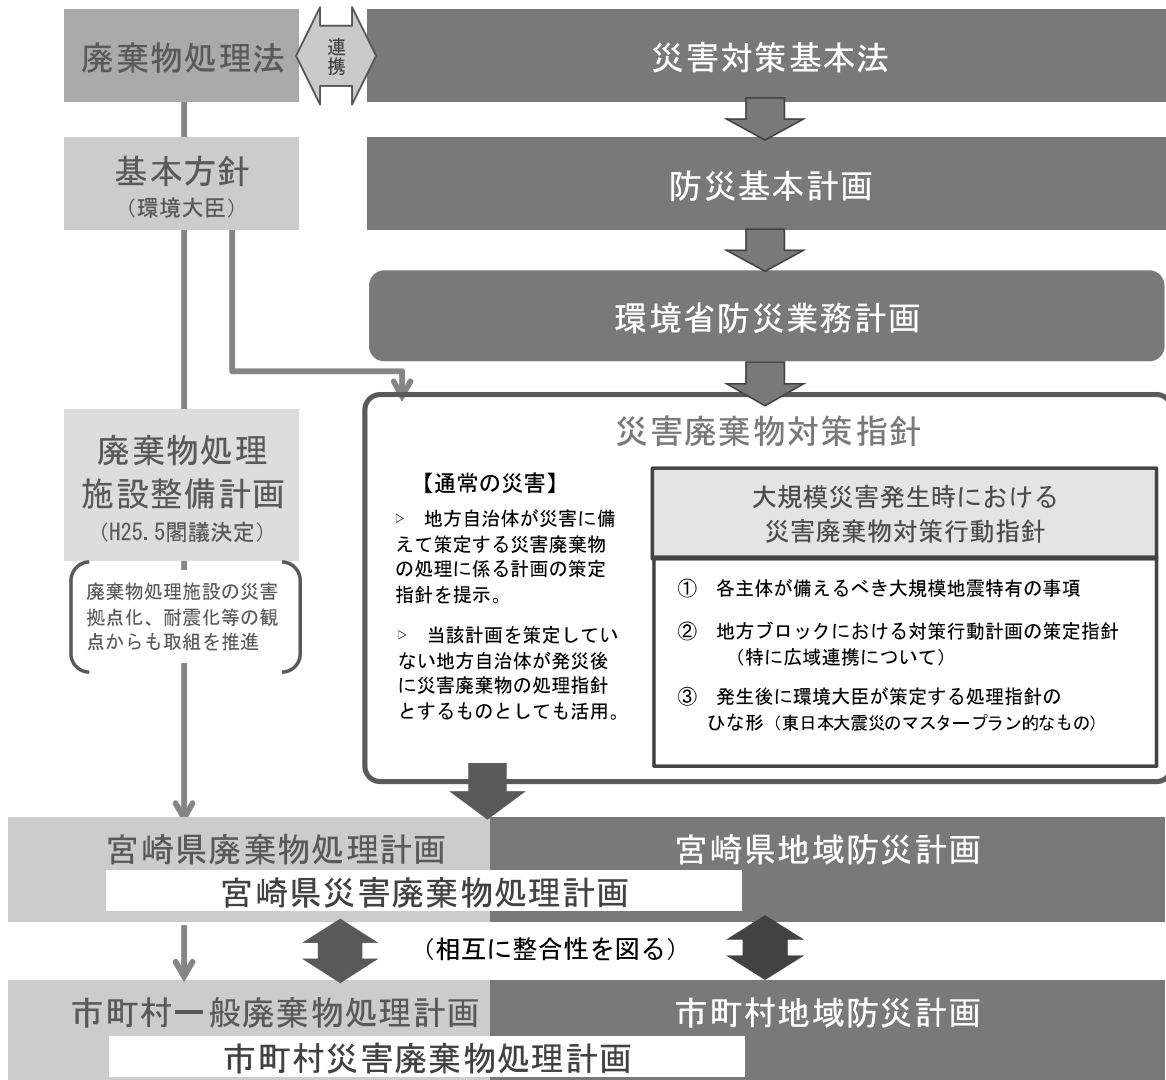 廃棄物処理法
連
携
災害対策基本法
基本方針
（環境大臣）
防災基本計画
環境省防災業務計画
廃棄物処理
施設整備計画
（H25.5閣議決定）
廃棄物処理施設の災害
拠点化、耐震化等の観
点からも取組を推進
災害廃棄物対策指針
【通常の災害】
▷ 地方自治体が災害に備
えて策定する災害廃棄物
の処理に係る計画の策定
指針を提示。
▷ 当該計画を策定してい
ない地方自治体が発災後
に災害廃棄物の処理指針
とするものとしても活用。
大規模災害発生時における
災害廃棄物対策行動指針
① 各主体が備えるべき大規模地震特有の事項
② 地方ブロックにおける対策行動計画の策定指針
（特に広域連携について）
③ 発生後に環境大臣が策定する処理指針の
ひな形（東日本大震災のマスタープラン的なもの）
宮崎県廃棄物処理計画
宮崎県地域防災計画
宮崎県災害廃棄物処理計画
（相互に整合性を図る）
市町村一般廃棄物処理計画
市町村地域防災計画
市町村災害廃棄物処理計画